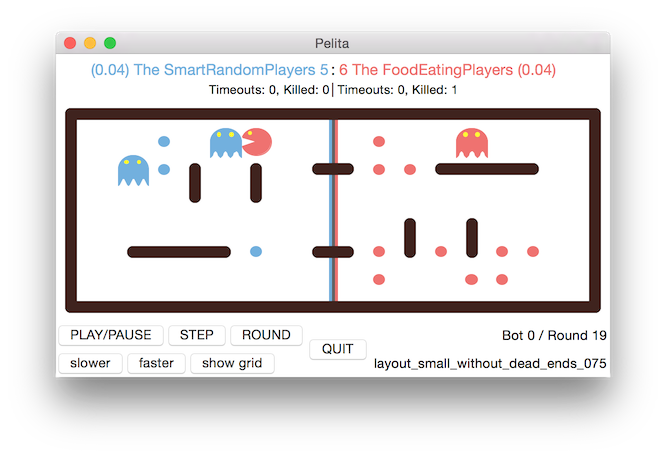 Pelita
(0.04) The SmartRandomPlayers 5 : 6 The FoodEatingPlayers (0.04)
Timeouts: 0, Killed: 0 | Timeouts: 0, Killed: 1
PLAY/PAUSE STEP ROUND
QUIT
Bot 0 / Round 19
slower faster show grid
layout_small_without_dead_ends_075